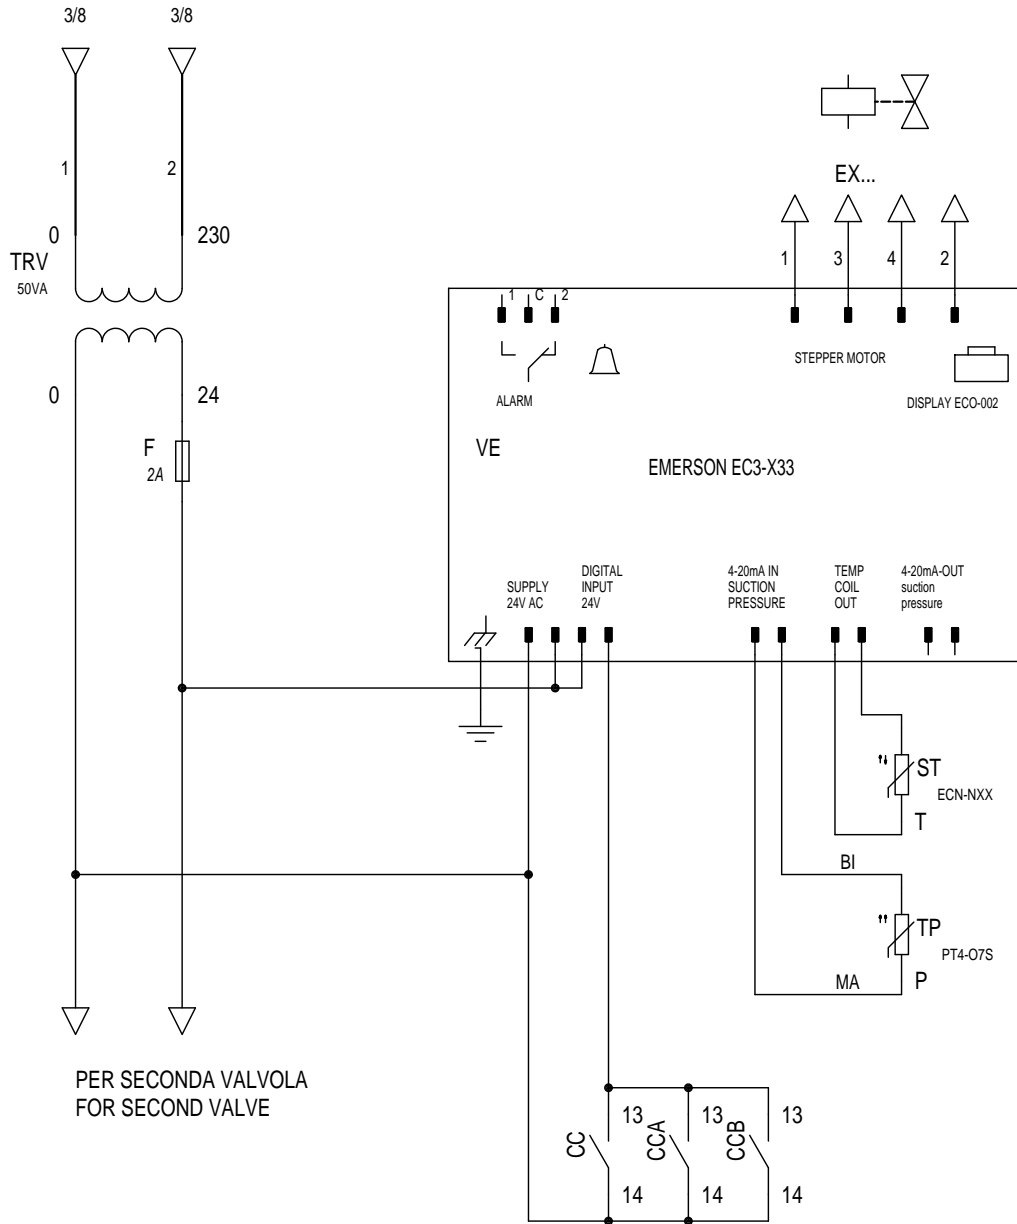 3/8 3/8
1 2
0 230
TRV
50VA
0 24
F
2A
EX...
1 3 4 2
1 C 2
STEPPER MOTOR
ALARM
DISPLAY ECO-002
VE
EMERSON EC3-X33
SUPPLY
24V AC
DIGITAL
INPUT
24V
4-20mA IN
SUCTION
PRESSURE
TEMP
COIL
OUT
4-20mA-OUT
suction
pressure
ST
ECN-NXX
T
BI
TP
PT4-O7S
MA P
PER SECONDA VALVOLA
FOR SECOND VALVE
13 13 13
CC CCA CCB
14 14 14